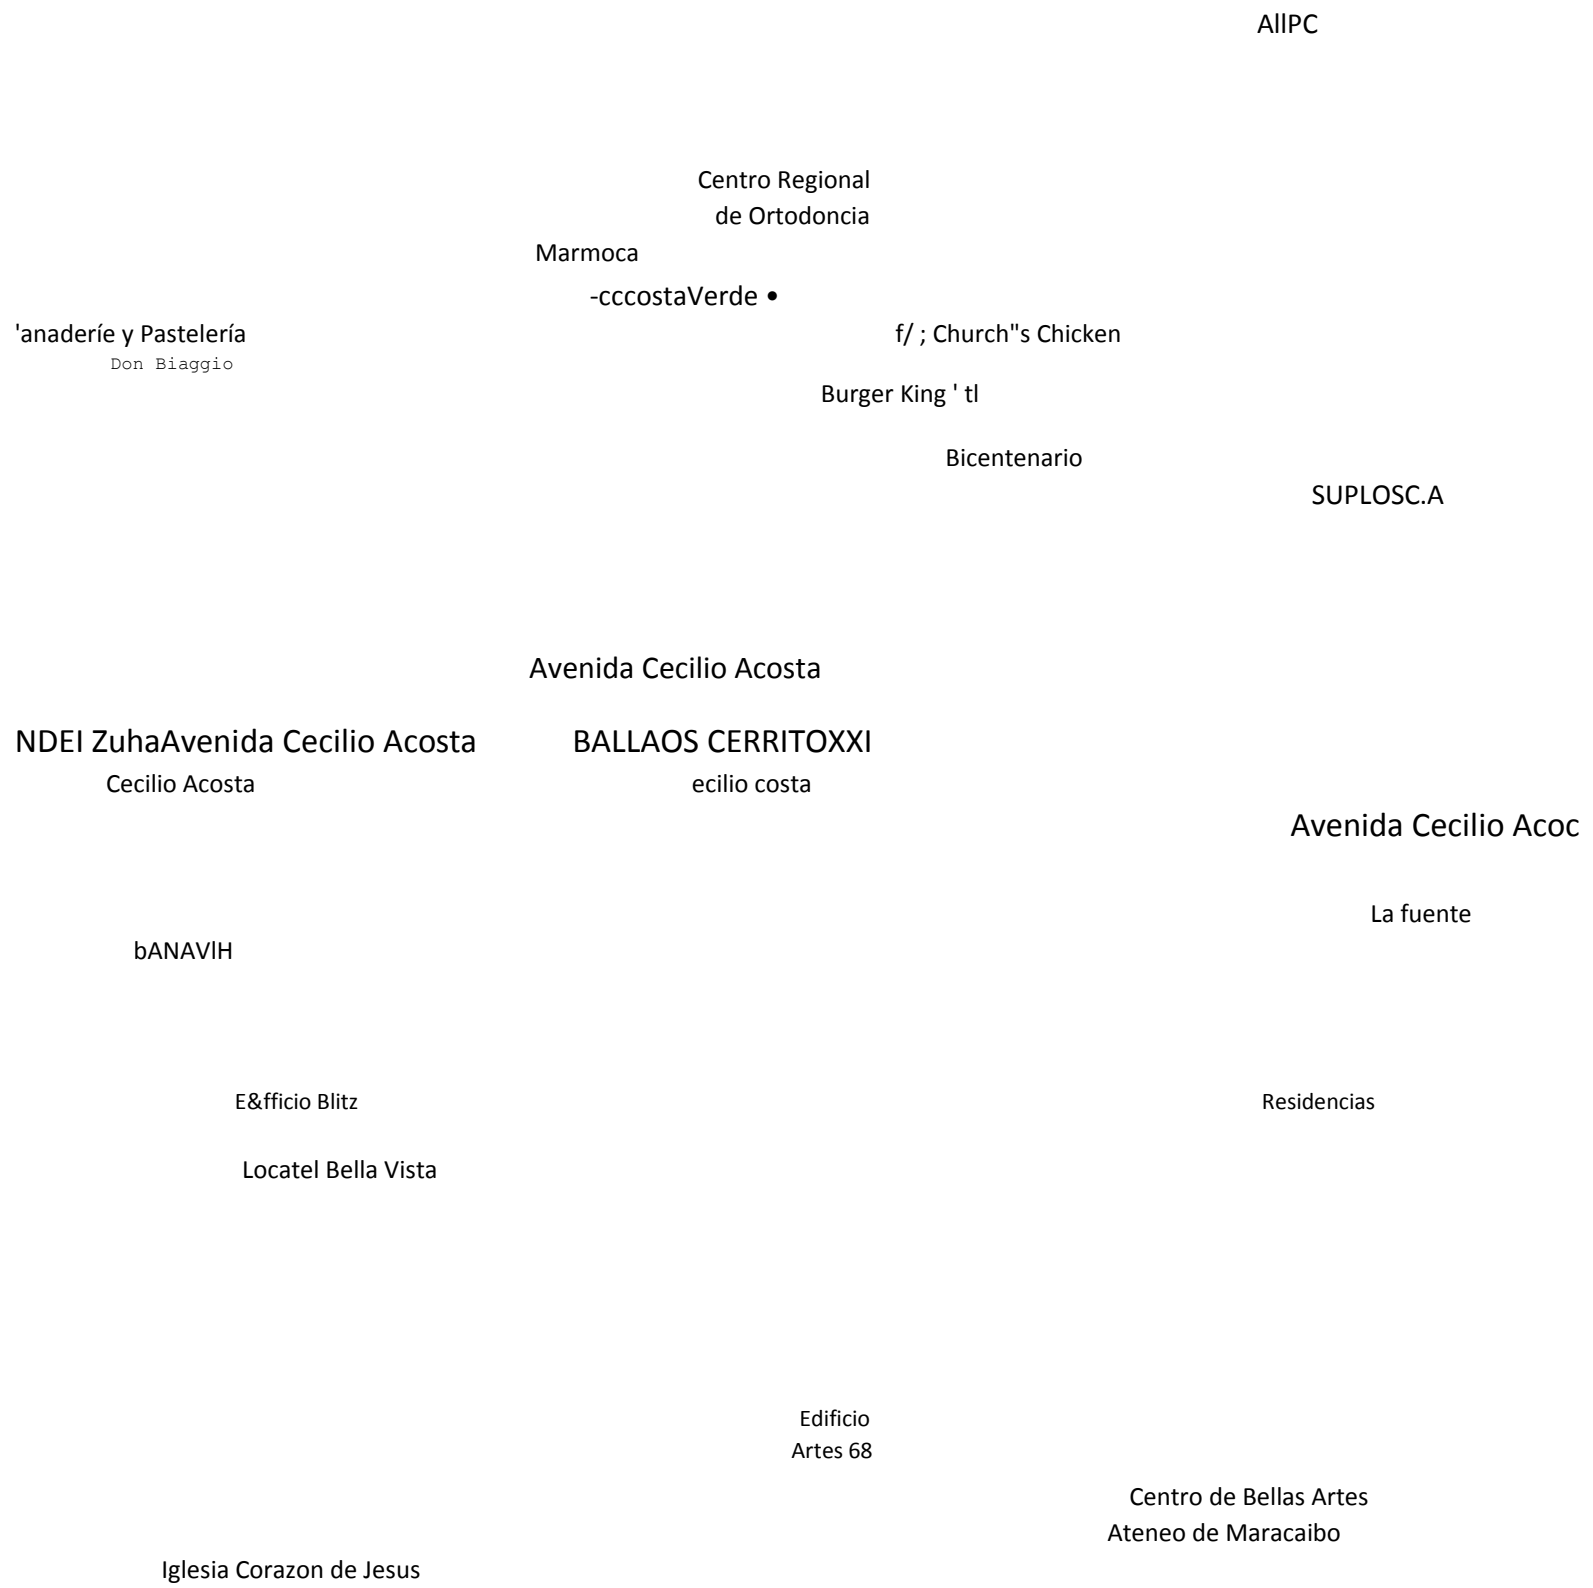 AllPC
Centro Regional
de Ortodoncia
Marmoca
-cccostaVerde •
'anaderíe y Pastelería
f/ ; Church"s Chicken
Don Biaggio
Burger King ' tl
Bicentenario
SUPLOSC.A
Avenida Cecilio Acosta
NDEI ZuhaAvenida Cecilio Acosta BALLAOS CERRITOXXI
Cecilio Acosta ecilio costa
Avenida Cecilio Acoc
La fuente
bANAVlH
E&fficio Blitz Residencias
Locatel Bella Vista
Edificio
Artes 68
Centro de Bellas Artes
Ateneo de Maracaibo
Iglesia Corazon de Jesus